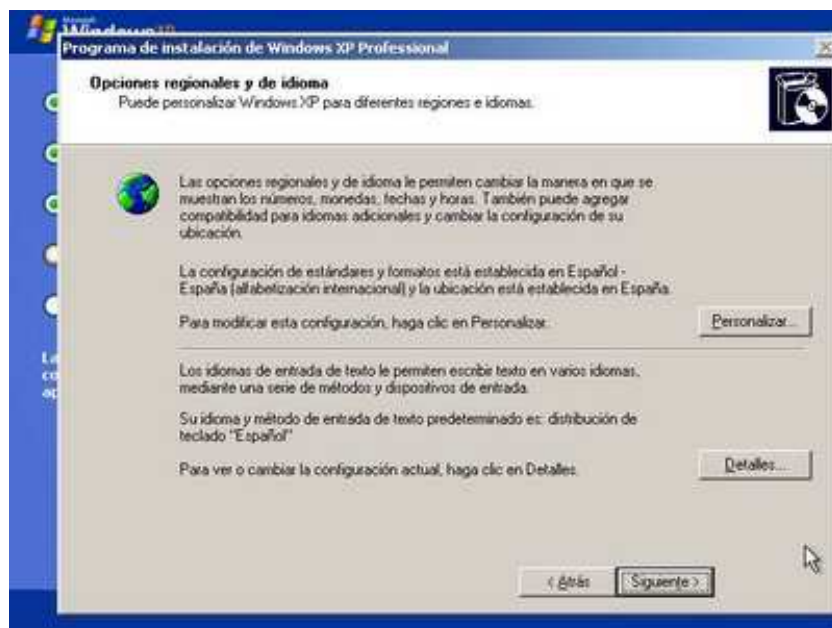 Microsoft
Windows XP
Programa de instalación de Windows XP Professional
Opciones regionales y de idioma
Puede personalizar Windows XP para diferentes regiones e idiomas.
Las opciones regionales y de idioma le permiten cambiar la manera en que se
muestran los números, monedas, fechas y horas. También puede agregar
compatibilidad para idiomas adicionales y cambiar la configuración de su
ubicación.
La configuración de estándares y formatos está establecida en Español -
España (alfabetización internacional) y la ubicación está establecida en España.
Para modificar esta configuración, haga clic en Personalizar.
Personalizar...
Los idiomas de entrada de texto le permiten escribir texto en varios idiomas,
mediante una serie de métodos y dispositivos de entrada.
Su idioma y método de entrada de texto predeterminado es: distribución de
teclado "Español"
Para ver o cambiar la configuración actual, haga clic en Detalles.
Detalles...
< Atrás
Siguiente >